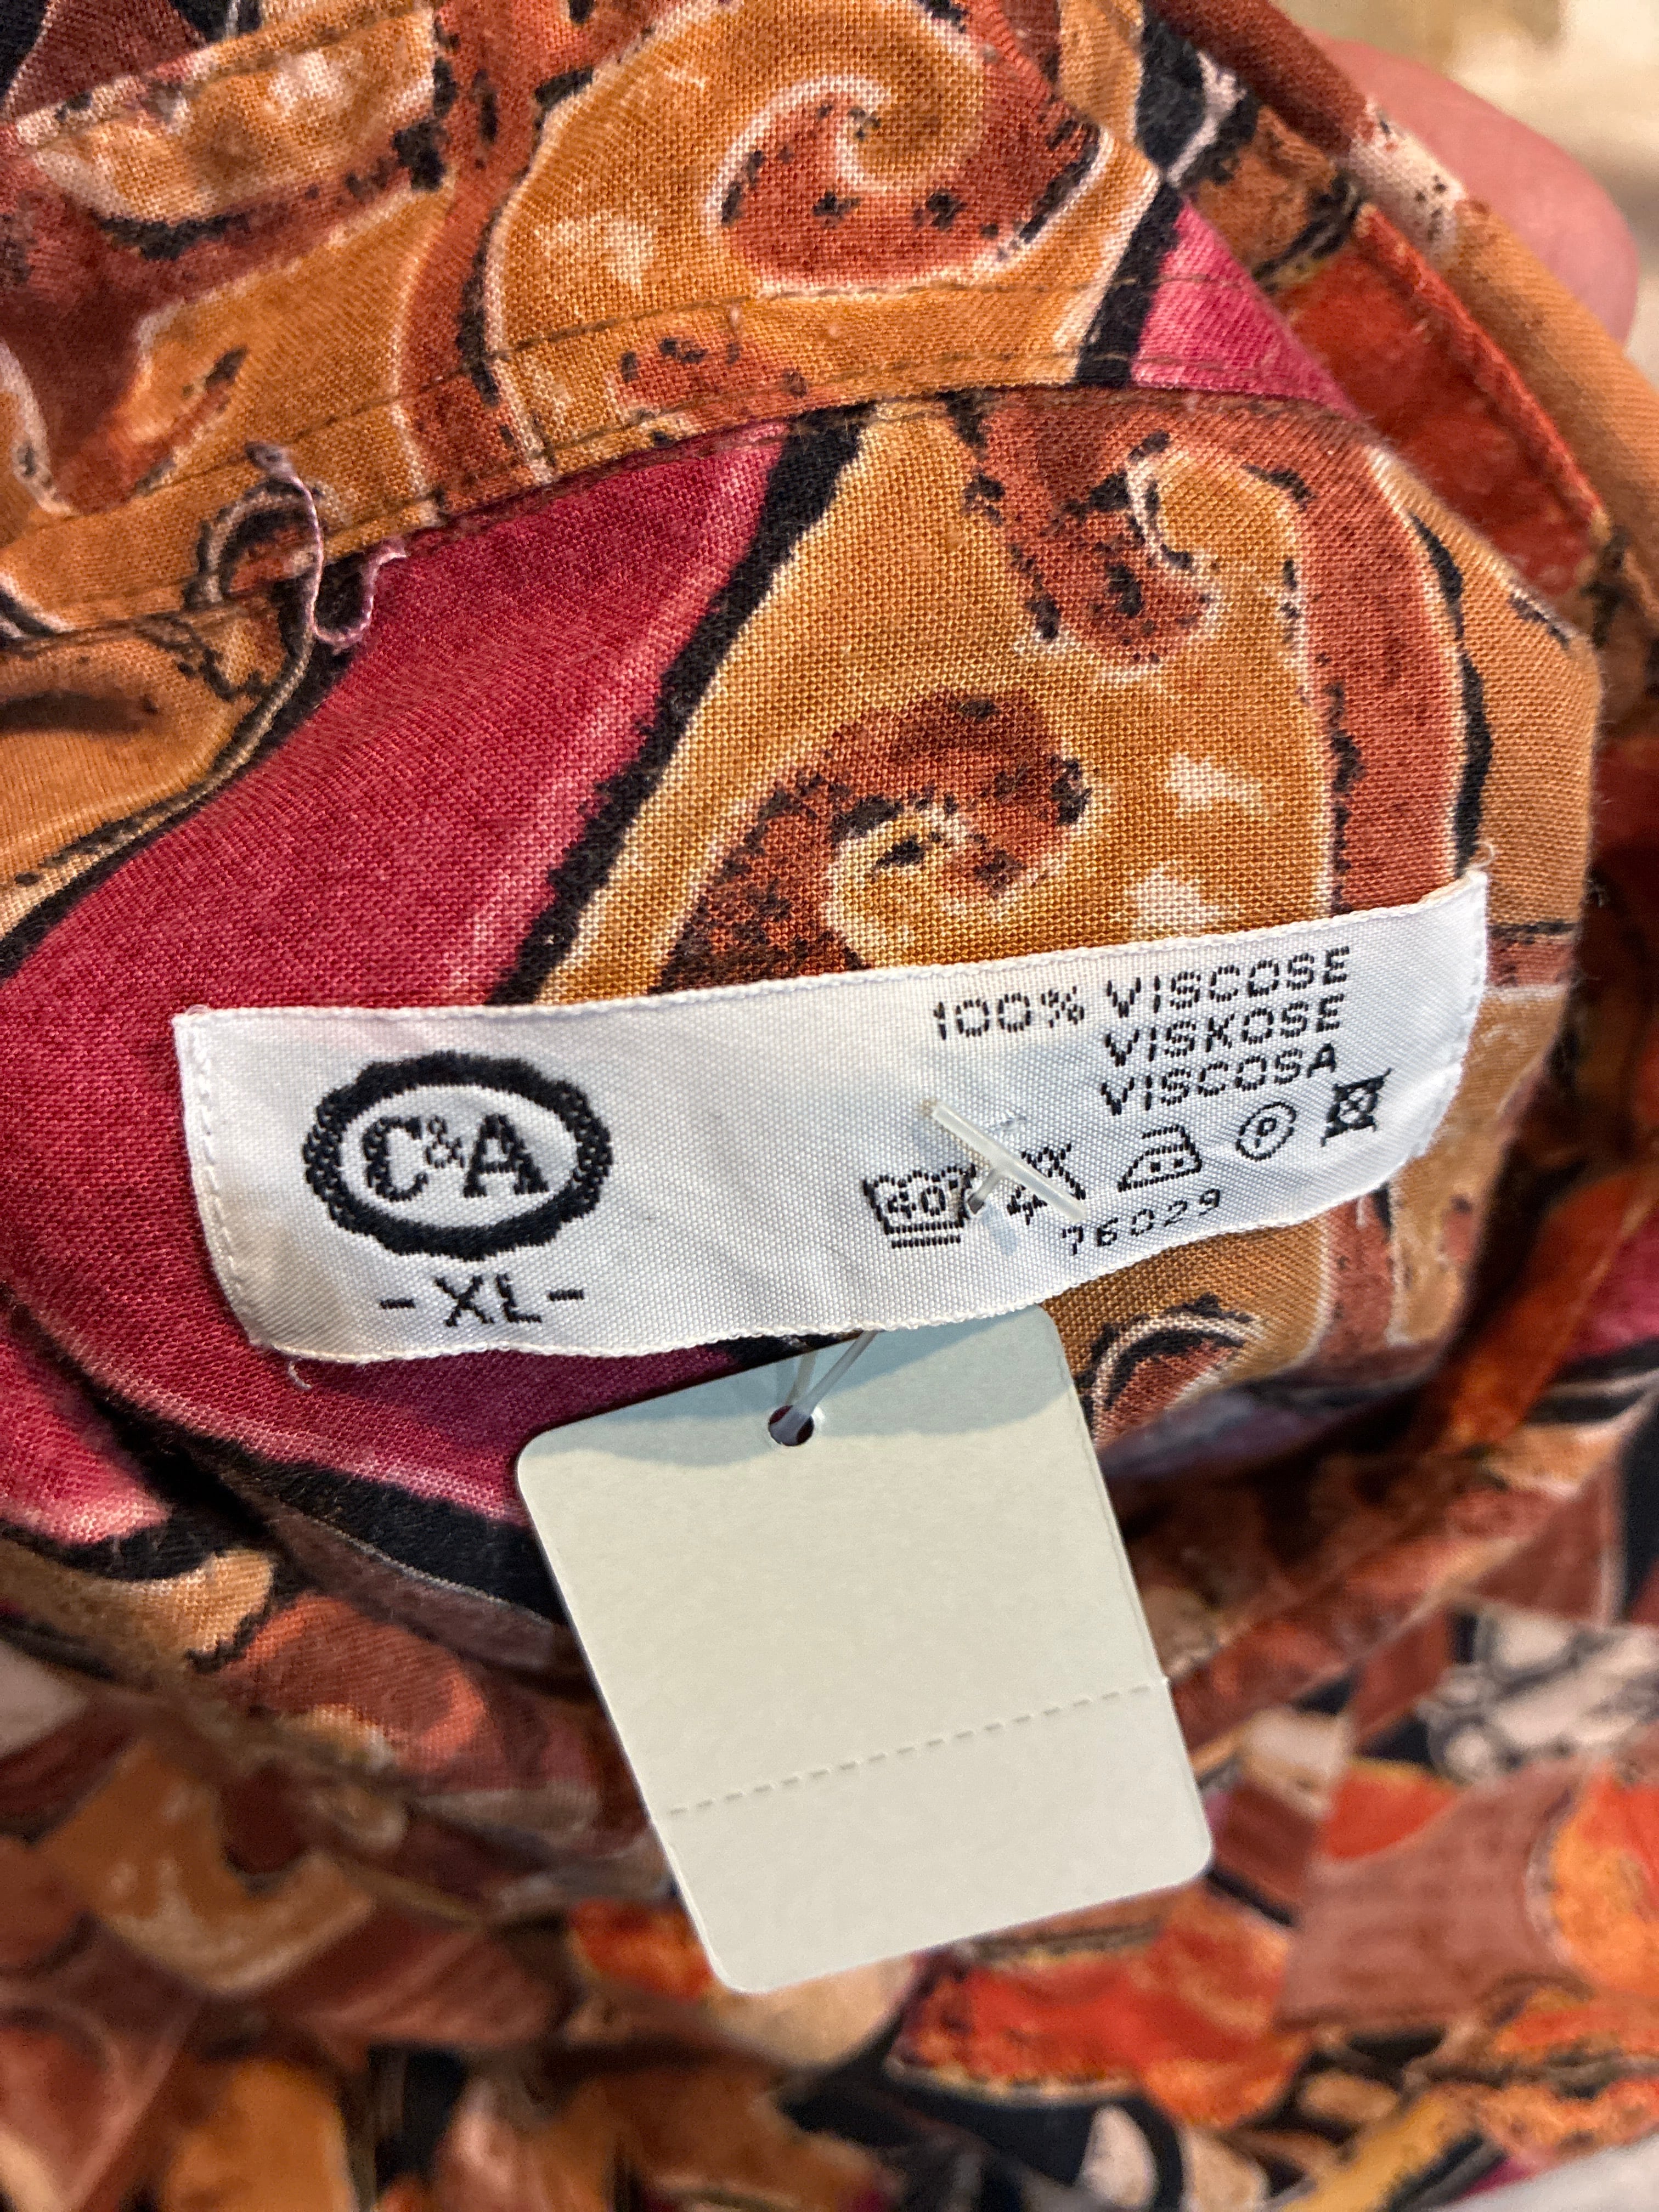 C&A
-XL-
100% VISCOSE
VISKOSE
VISCOSA
40
P
76029